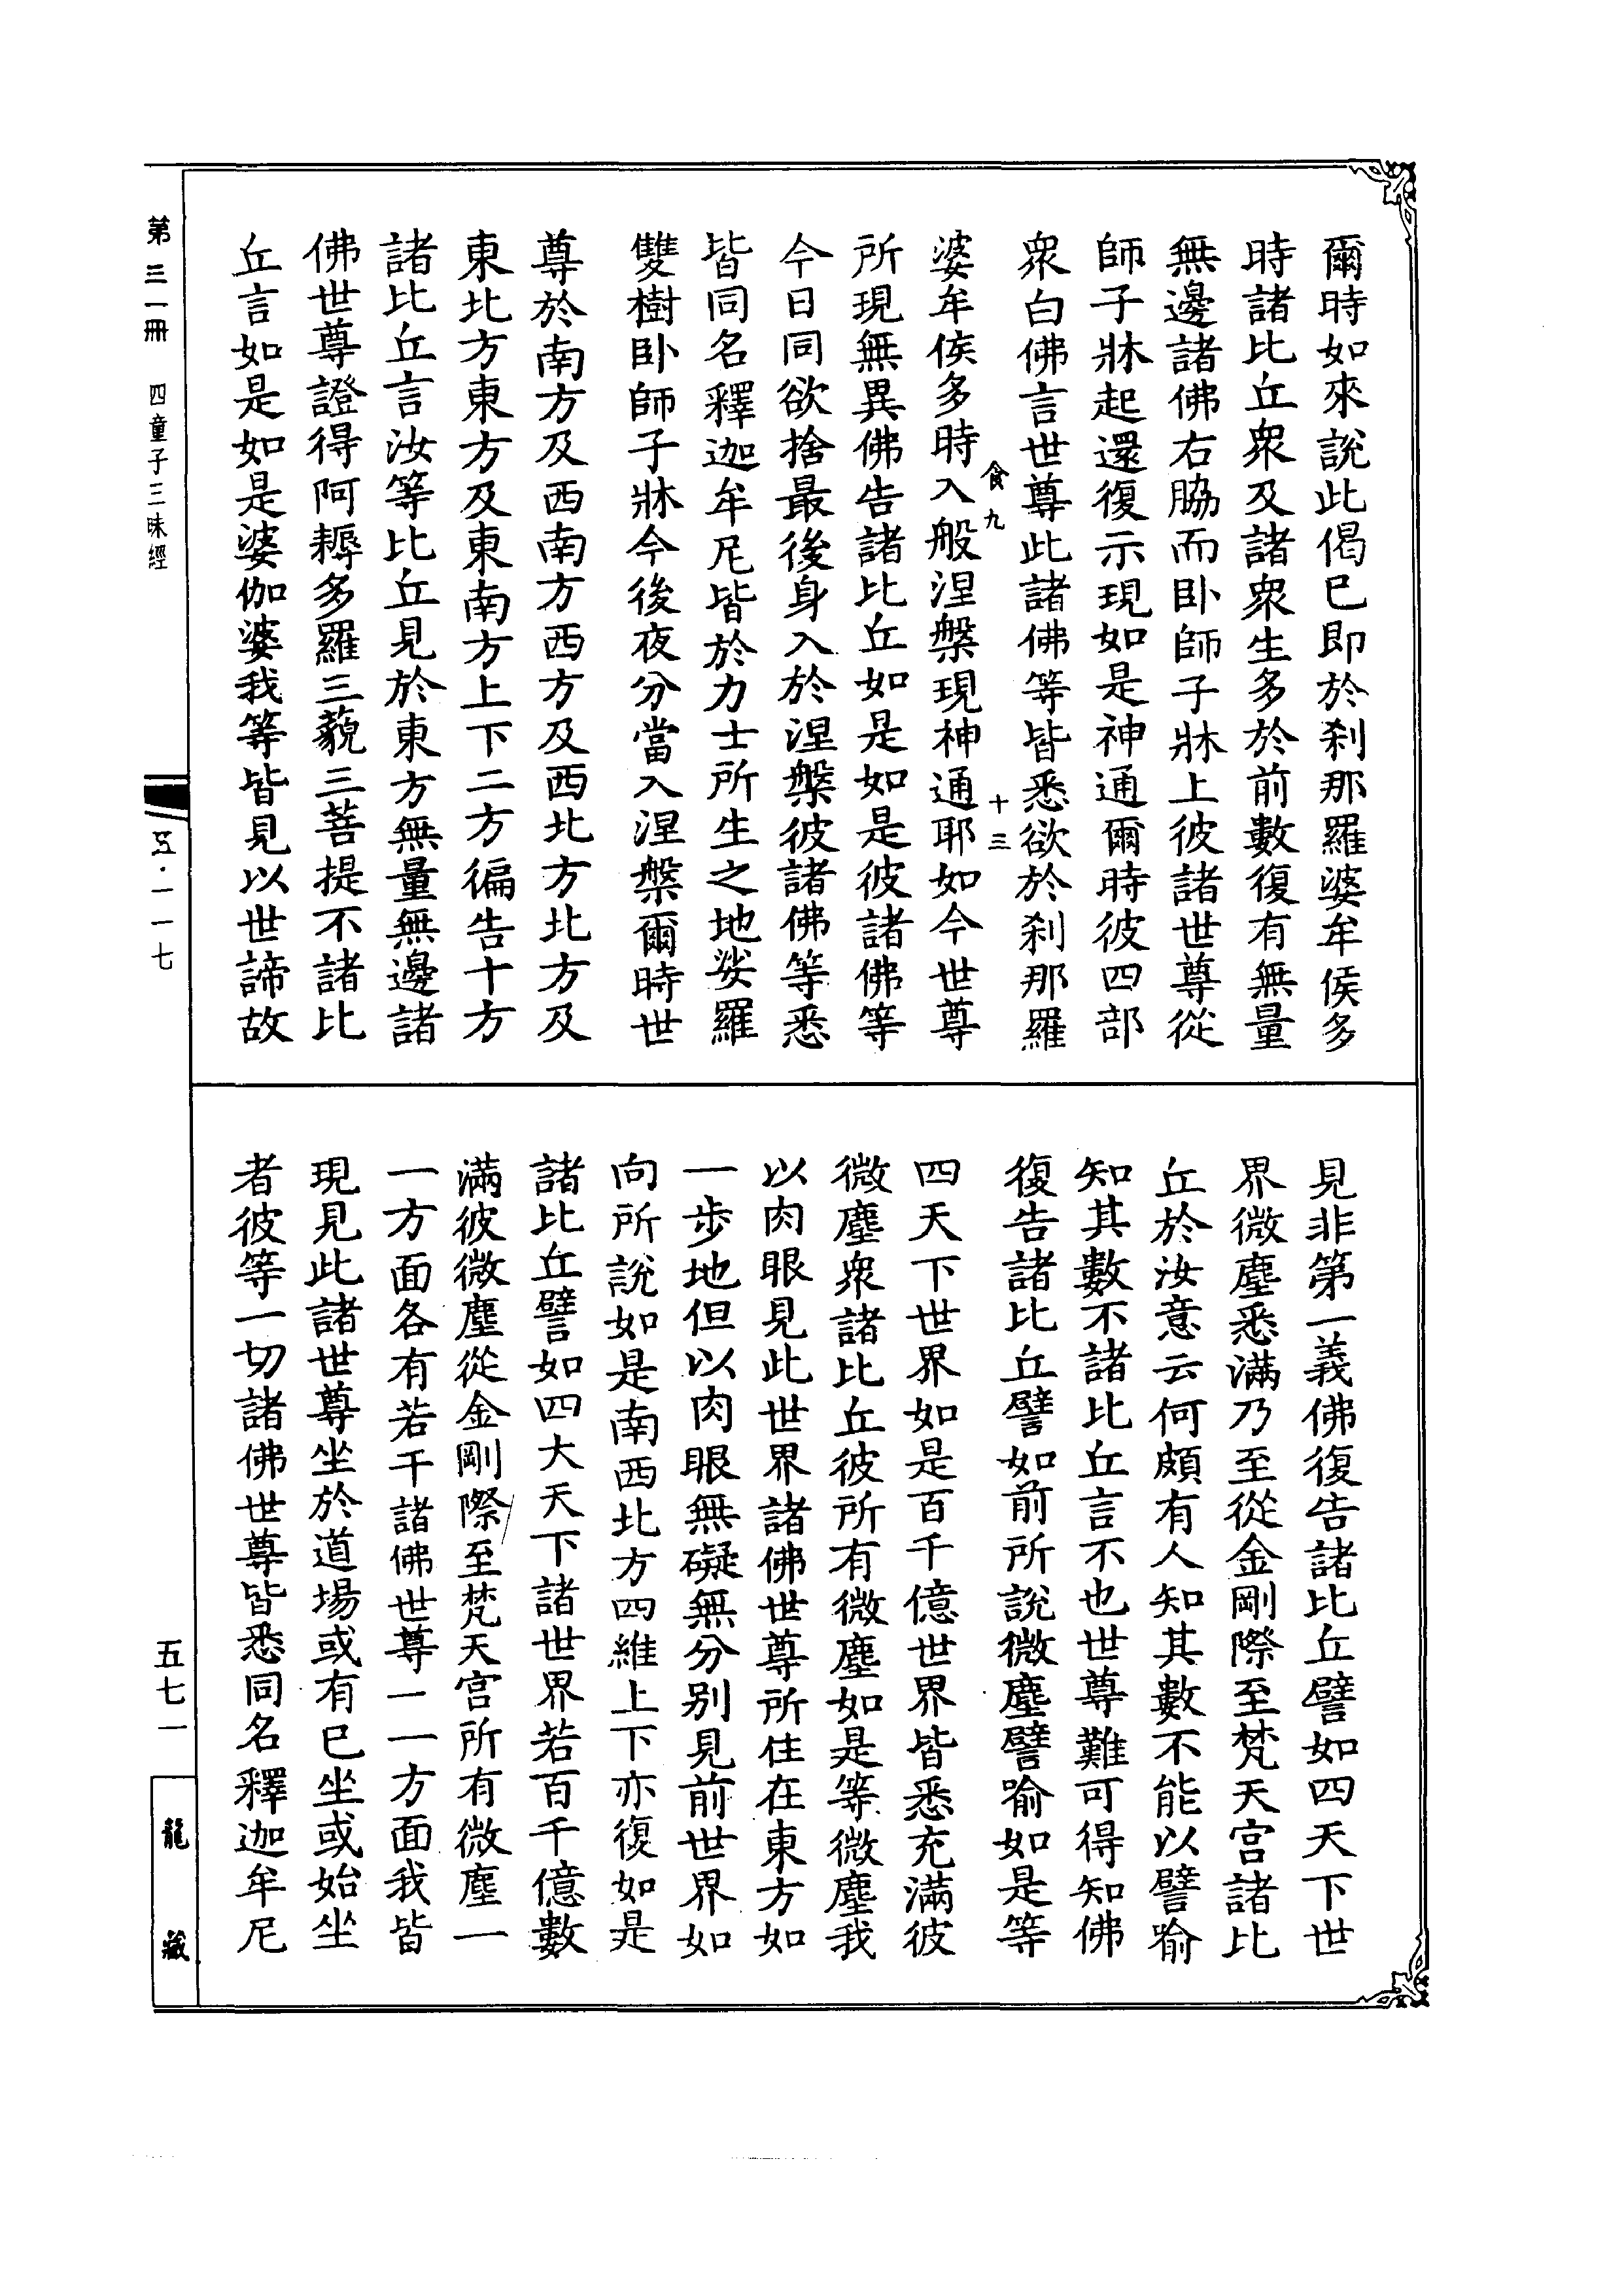 爾時如來說此偈已即於刹那羅婆牟侯多
時諸比丘衆及諸衆生多於前數復有無量
無邊諸佛右脇而卧師子牀上彼諸世尊從
師子牀起還復示現如是神通爾時彼四部
衆白佛言世尊此諸佛等皆悉欲於刹那羅
食九 十三
婆牟侯多時入般涅槃現神通耶如今世尊
所現無異佛告諸比丘如是如是彼諸佛等
今日同欲捨最後身入於涅槃彼諸佛等悉
皆同名釋迦牟尼皆於力士所生之地娑羅
雙樹卧師子牀今後夜分當入涅槃爾時世
尊於南方及西南方西方及西北方北方及
東北方東方及東南方上下二方徧告十方
諸比丘言汝等比丘見於東方無量無邊諸
佛世尊證得阿耨多羅三藐三菩提不諸比
丘言如是如是婆伽婆我等皆見以世諦故
見非第一義佛復告諸比丘譬如四天下世
界微塵悉滿乃至從金剛際至梵天宮諸比
丘於汝意云何頗有人知其數不能以譬喻
知其數不諸比丘言不也世尊難可得知佛
復告諸比丘譬如前所說微塵譬喻如是等
四天下世界如是百千億世界皆悉充滿彼
微塵衆諸比丘彼所有微塵如是等微塵我
以肉眼見此世界諸佛世尊所住在東方如
一步地但以肉眼無礙無分别見前世界如
向所說如是南西北方四維上下亦復如是
諸比丘譬如四大天下諸世界若百千億數
滿彼微塵從金剛際至梵天宮所有微塵一
一方面各有若干諸佛世尊一一方面我皆
現見此諸世尊坐於道場或有已坐或始坐
者彼等一切諸佛世尊皆悉同名釋迦牟尼
第三一冊 四童子三昧經
五·一一七
五七一
龍藏